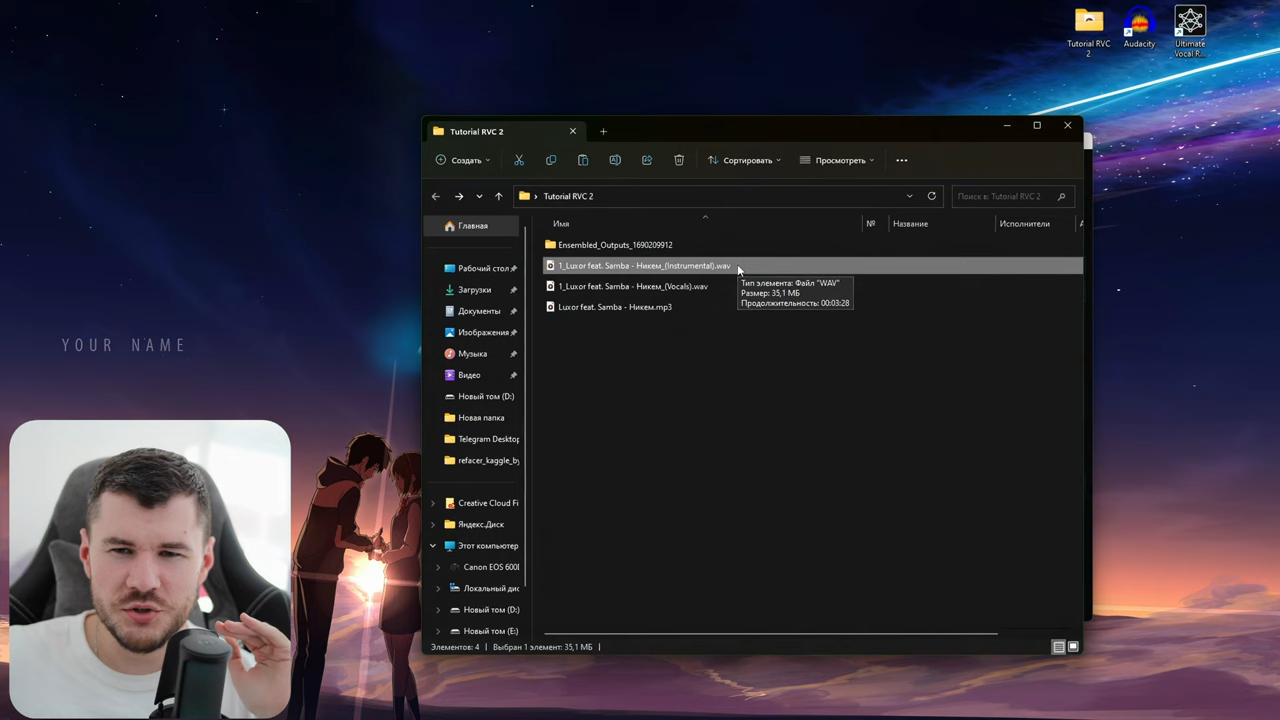 Tutorial RVC
2
Audacity
Ultimate
Vocal R...
Tutorial RVC 2
Создать
Сортировать
Просмотреть
Tutorial RVC 2
Поиск в: Tutorial RVC 2
Главная
Имя
№
Название
Исполнители
Ensembled_Outputs_1690209912
1_Luxor feat. Samba - Никем_(Instrumental).wav
1_Luxor feat. Samba - Никем_(Vocals).wav
Luxor feat. Samba - Никем.mp3
Тип элемента: Файл "WAV"
Размер: 35,1 МБ
Продолжительность: 00:03:28
Рабочий стол
Загрузки
Документы
Изображения
Музыка
Видео
Новый том (D:)
Новая папка
Telegram Desktop
refacer_kaggle_by
Creative Cloud Fi
Яндекс.Диск
Этот компьютер
Canon EOS 600D
Локальный дис
Новый том (D:)
Новый том (E:)
Элементов: 4
Выбран 1 элемент: 35,1 МБ
YOUR NAME